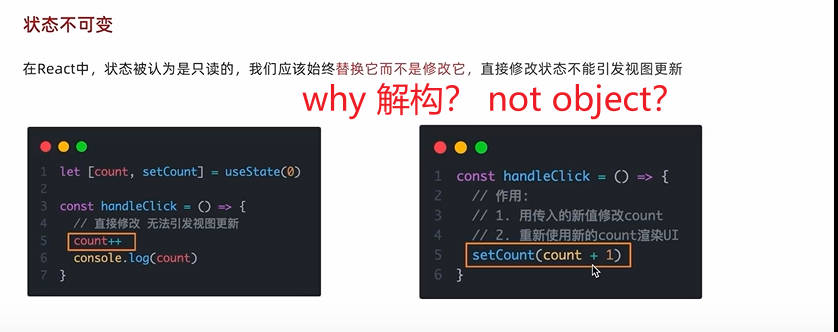 状态不可变
在React中，状态被认为是只读的，我们应该始终替换它而不是修改它，直接修改状态不能引发视图更新
why 解构？ not object?
1 let [count, setCount] = useState(0)
2
3 const handleClick = () => {
4 // 直接修改 无法引发视图更新
5 count++
6 console.log(count)
7 }
1 const handleClick = () => {
2 // 作用:
3 // 1. 用传入的新值修改count
4 // 2. 重新使用新的count渲染UI
5 setCount(count + 1)
6 }